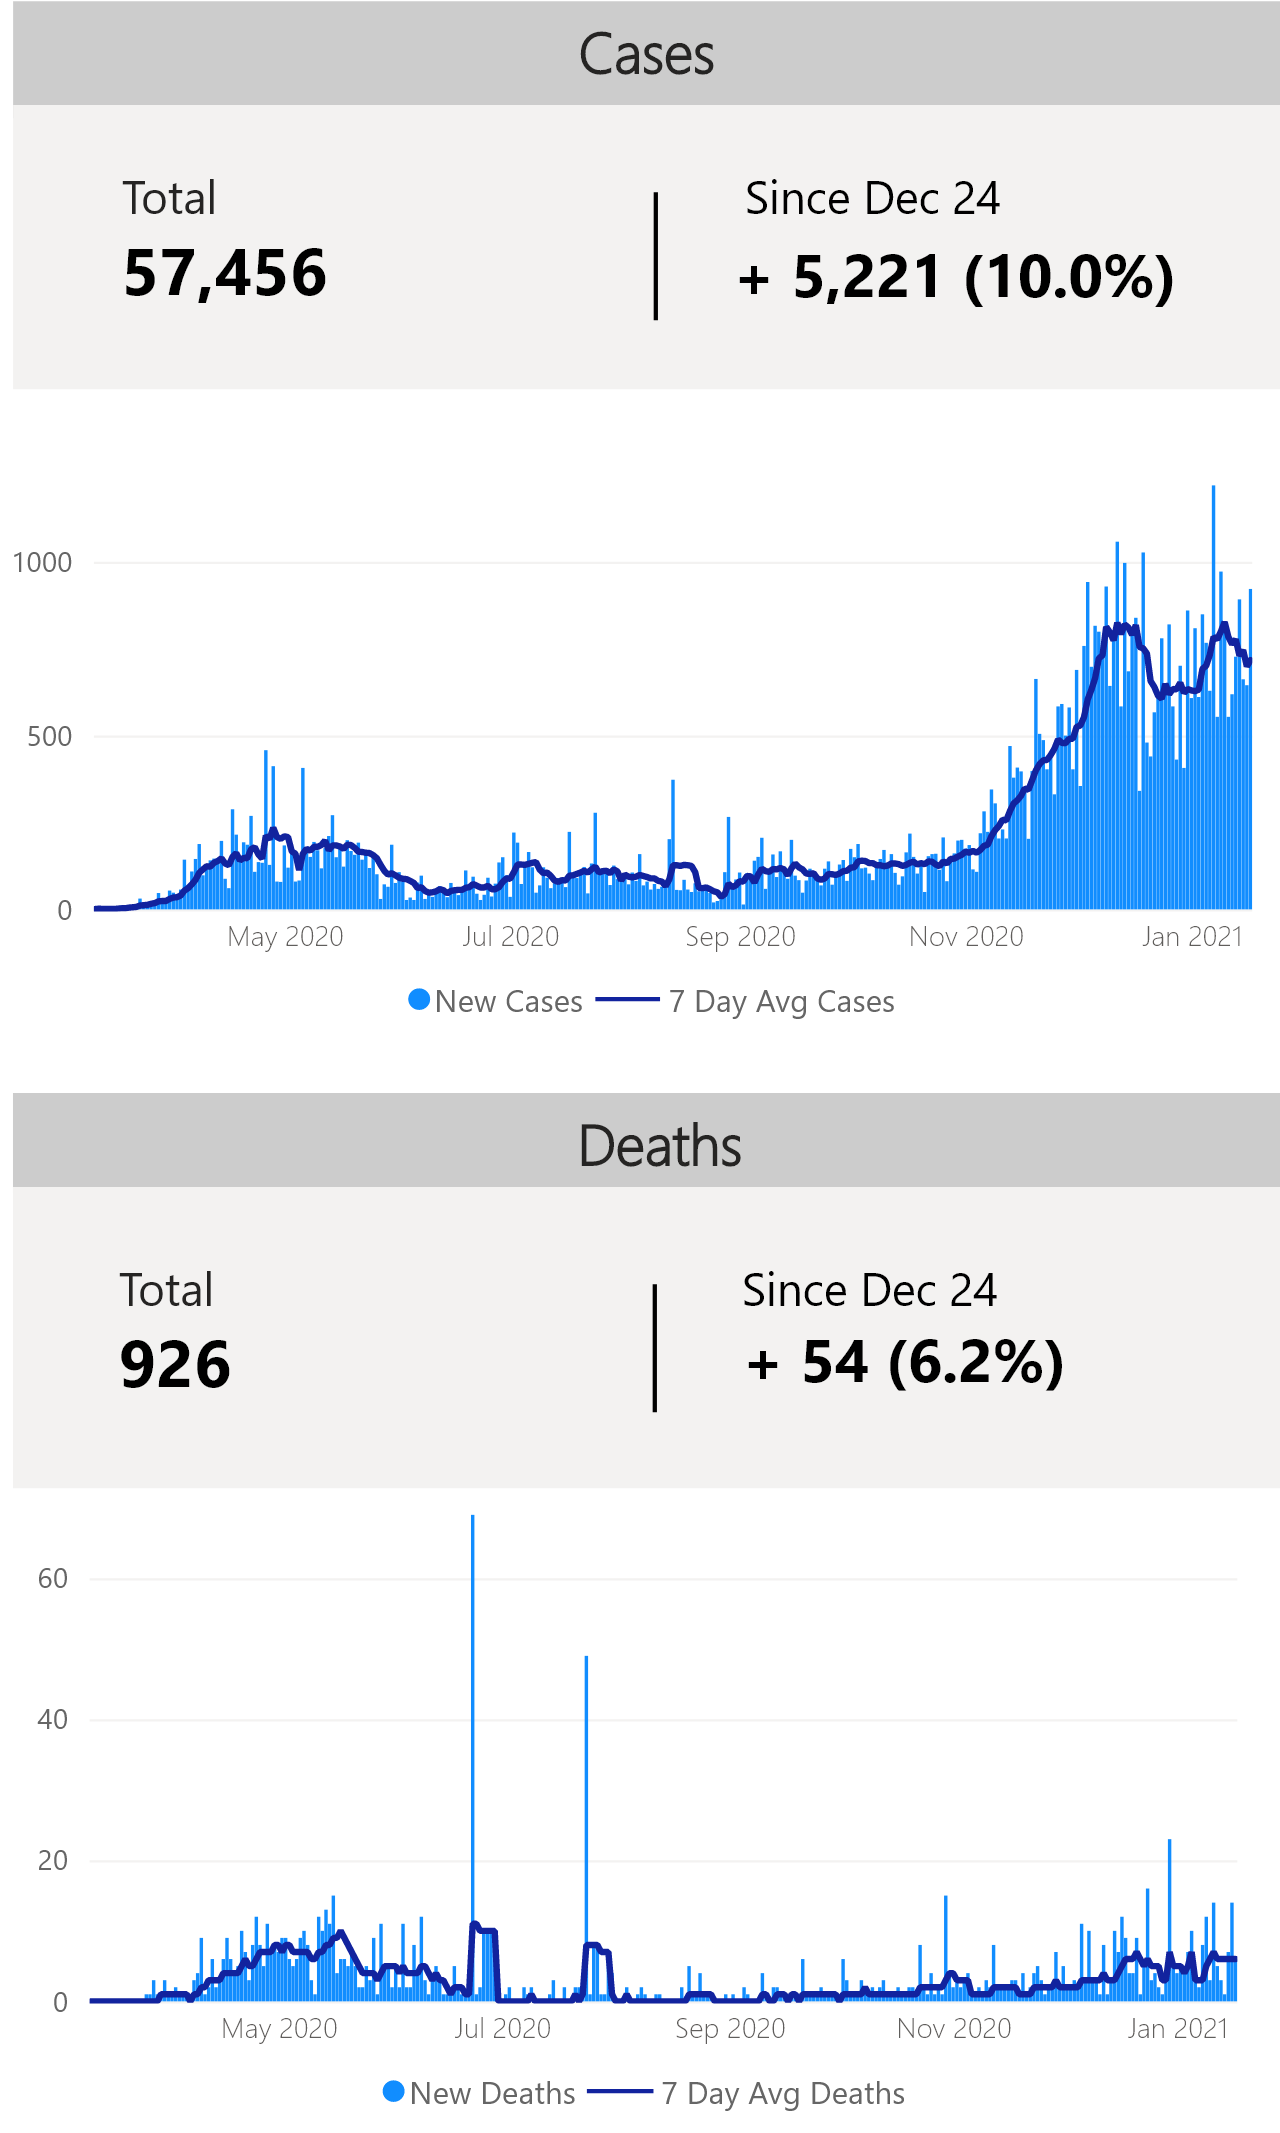 Cases
Total
Since Dec 24
57,456
+ 5,221 (10.0%)
1000
500
0
May 2020
Jul 2020
Sep 2020
Nov 2020
Jan 2021
New Cases
7 Day Avg Cases
Deaths
Total
Since Dec 24
926
+ 54 (6.2%)
60
40
20
0
May 2020
Jul 2020
Sep 2020
Nov 2020
Jan 2021
New Deaths
7 Day Avg Deaths